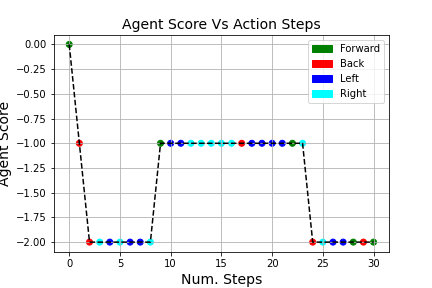 Agent Score Vs Action Steps
0.00
−0.25
−0.50
−0.75
−1.00
−1.25
−1.50
−1.75
−2.00
Agent Score
Forward
Back
Left
Right
0 5 10 15 20 25 30
Num. Steps